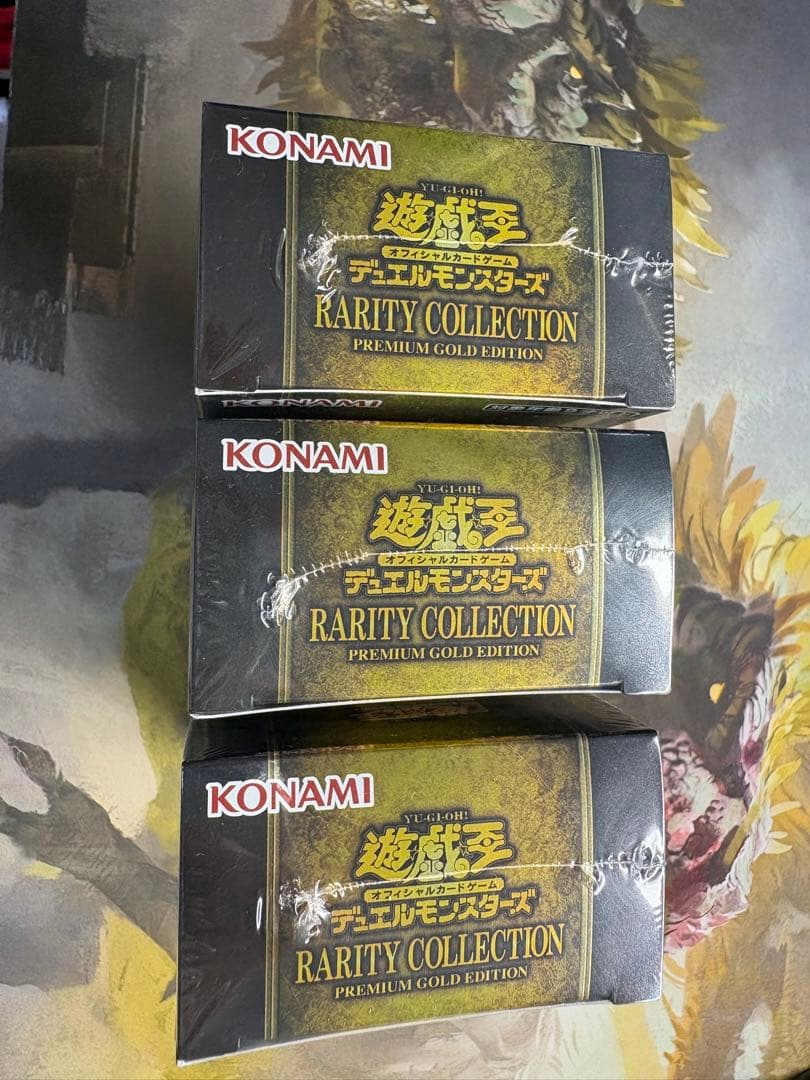 KONAMI
YU-GI-OH!
遊戯王
オフィシャルカードゲーム
デュエルモンスターズ
RARITY COLLECTION
PREMIUM GOLD EDITION
KONAMI
KONAMI
YU-GI-OH!
遊戯王
オフィシャルカードゲーム
デュエルモンスターズ
RARITY COLLECTION
PREMIUM GOLD EDITION
KONAMI
YU-GI-OH!
遊戯王
オフィシャルカードゲーム
デュエルモンスターズ
RARITY COLLECTION
PREMIUM GOLD EDITION